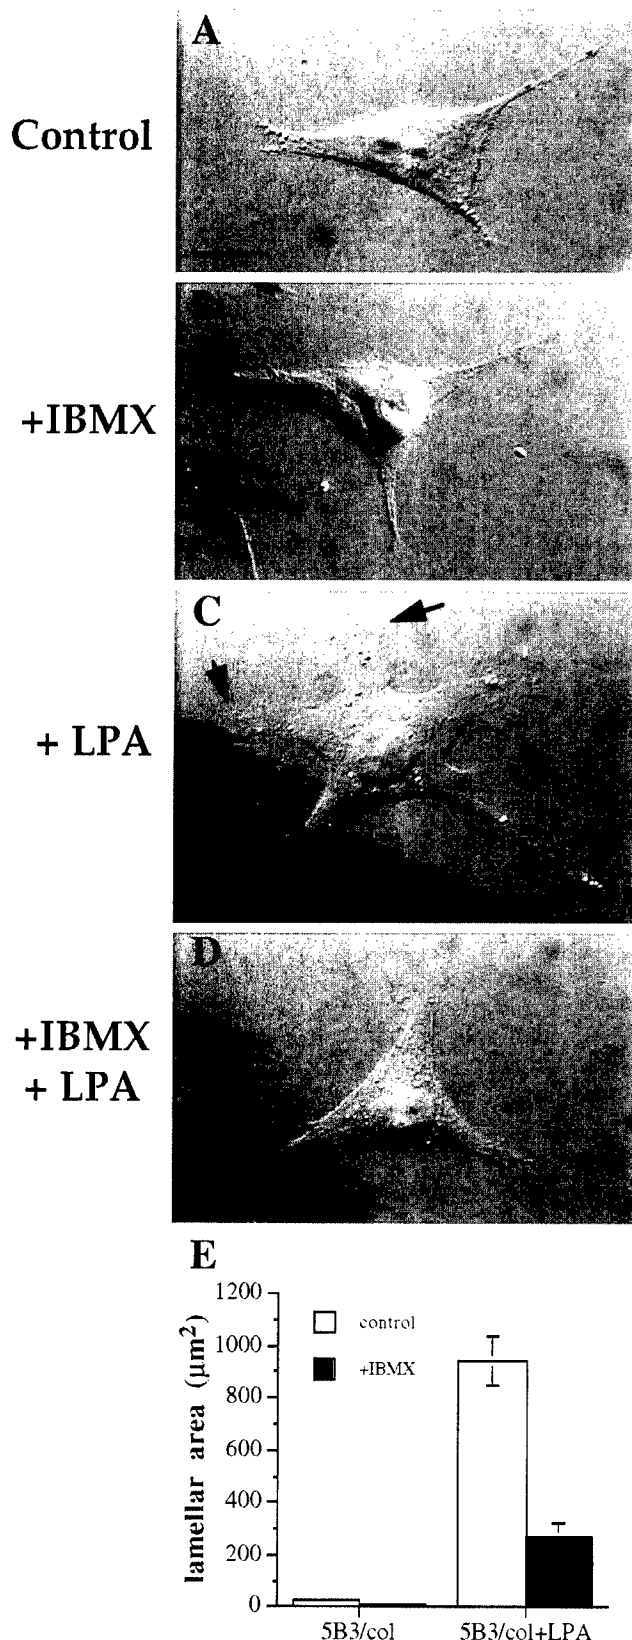 A
Control
+IBMX
C
+ LPA
D
+IBMX
+ LPA
E
1200
1000
800
600
400
200
0
lamellar area (μm²)
control
+IBMX
5B3/col
5B3/col+LPA